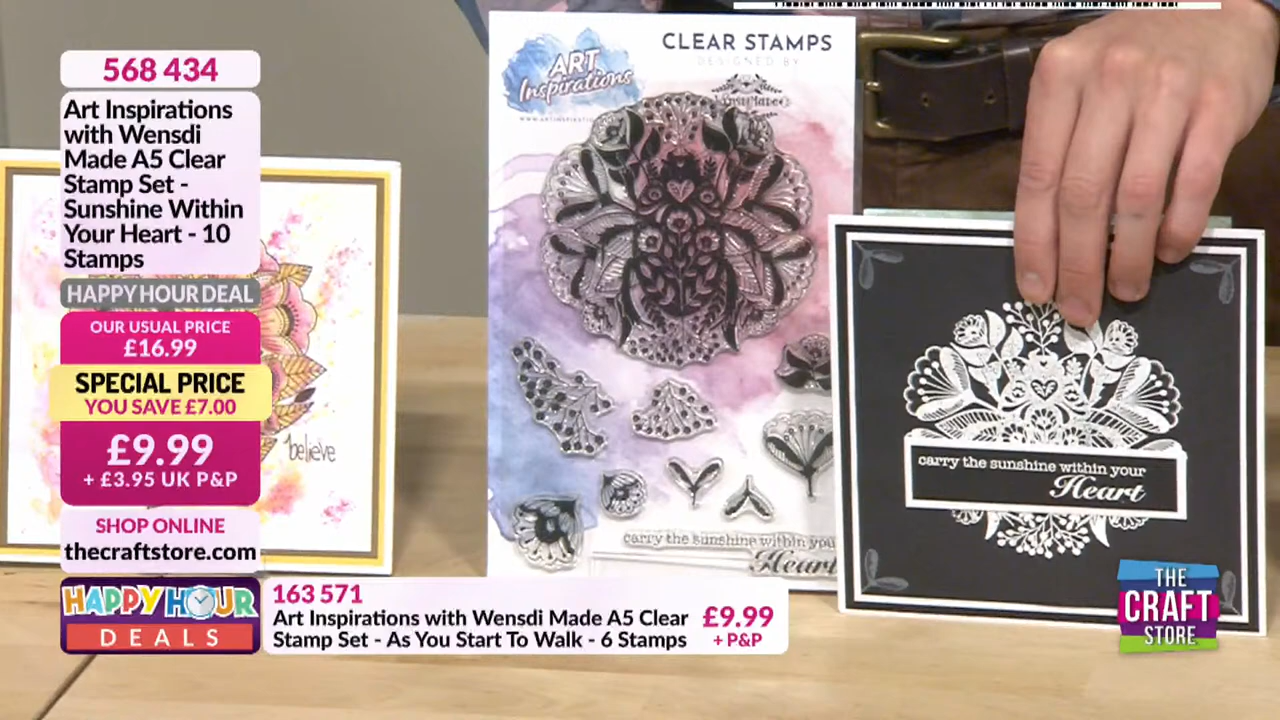 568 434
Art Inspirations
with Wensdi
Made A5 Clear
Stamp Set -
Sunshine Within
Your Heart - 10
Stamps
HAPPY HOUR DEAL
OUR USUAL PRICE
£16.99
SPECIAL PRICE
YOU SAVE £7.00
£9.99
+ £3.95 UK P&P
SHOP ONLINE
thecraftstore.com
HAPPY HOUR
DEALS
163 571
Art Inspirations with Wensdi Made A5 Clear
Stamp Set - As You Start To Walk - 6 Stamps
£9.99
+ P&P
believe
ART
Inspirations
CLEAR STAMPS
DESIGNED BY
carry the sunshine within you
Heart
carry the sunshine within your
Heart
THE
CRAFT
STORE